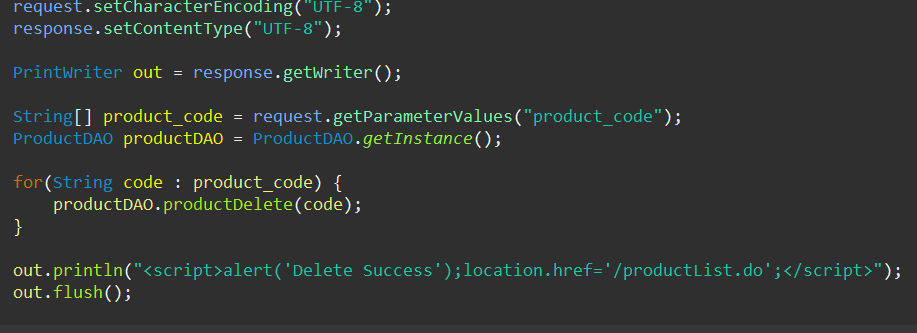 request.setCharacterEncoding("UTF-8");
response.setContentType("UTF-8");
PrintWriter out = response.getWriter();
String[] product_code = request.getParameterValues("product_code");
ProductDAO productDAO = ProductDAO.getInstance();
for(String code : product_code) {
productDAO.productDelete(code);
}
out.println("<script>alert('Delete Success');location.href='/productList.do';</script>");
out.flush();